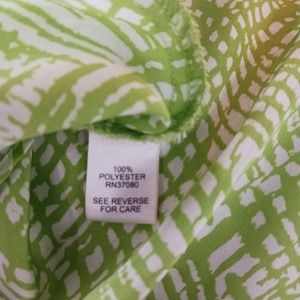 100%
POLYESTER
RN37080
SEE REVERSE
FOR CARE